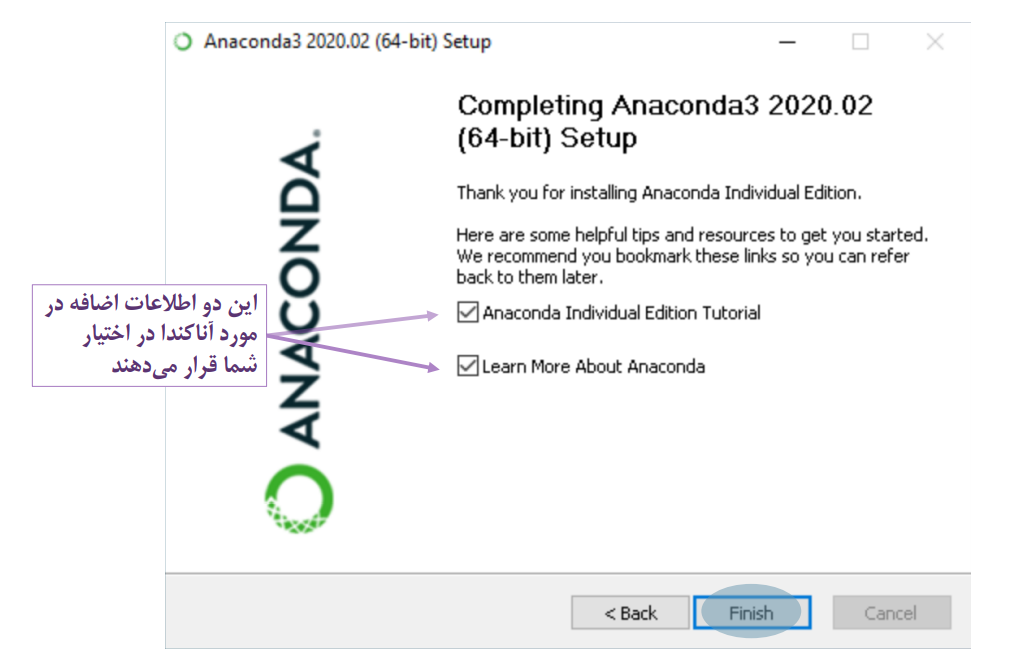 Anaconda3 2020.02 (64-bit) Setup
Completing Anaconda3 2020.02
(64-bit) Setup
Thank you for installing Anaconda Individual Edition.
Here are some helpful tips and resources to get you started.
We recommend you bookmark these links so you can refer
back to them later.
Anaconda Individual Edition Tutorial
Learn More About Anaconda
ANACONDA.
این دو اطلاعات اضافه در
مورد آناکندا در اختیار
شما قرار می‌دهند
< Back
Finish
Cancel